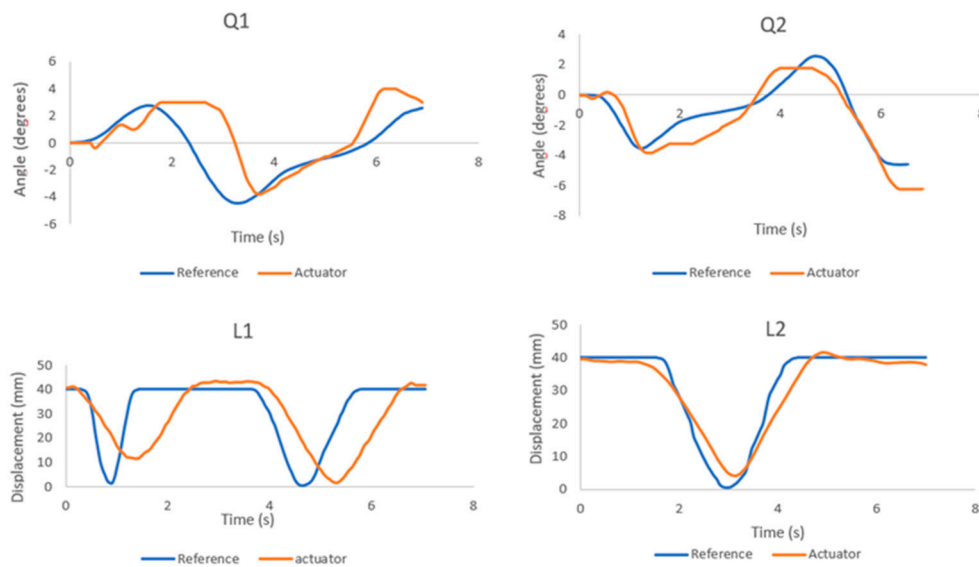 Q1
6
4
2
0
-2
-4
-6
0 2 4 6 8
Angle (degrees)
Time (s)
Reference Actuator
Q2
4
2
0
-2
-4
-6
-8
0 2 4 6 8
Angle (degrees)
Time (s)
Reference Actuator
L1
50
40
30
20
10
0
0 2 4 6 8
Displacement (mm)
Time (s)
Reference actuator
L2
50
40
30
20
10
0
0 2 4 6 8
Displacement (mm)
Time (s)
Reference Actuator